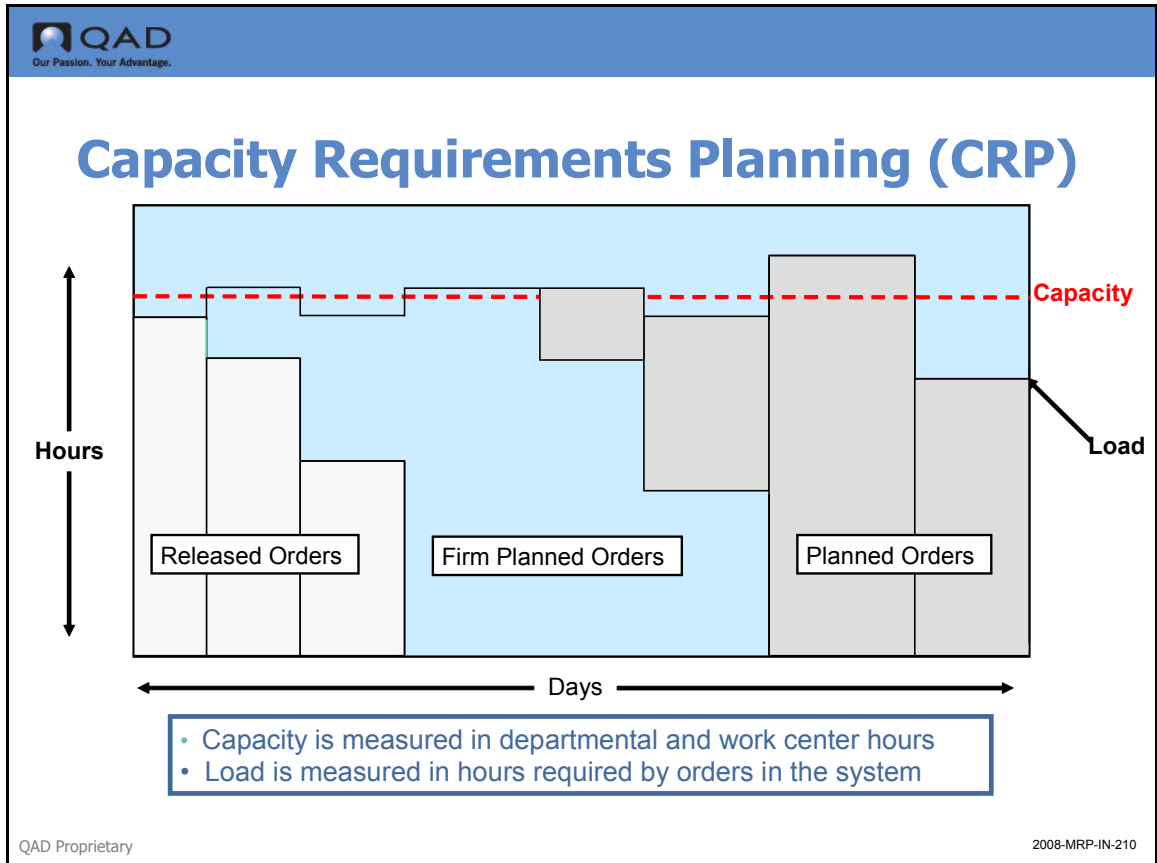 QAD
Our Passion. Your Advantage.
Capacity Requirements Planning (CRP)
Capacity
Hours
Load
Released Orders
Firm Planned Orders
Planned Orders
Days
• Capacity is measured in departmental and work center hours
• Load is measured in hours required by orders in the system
QAD Proprietary
2008-MRP-IN-210